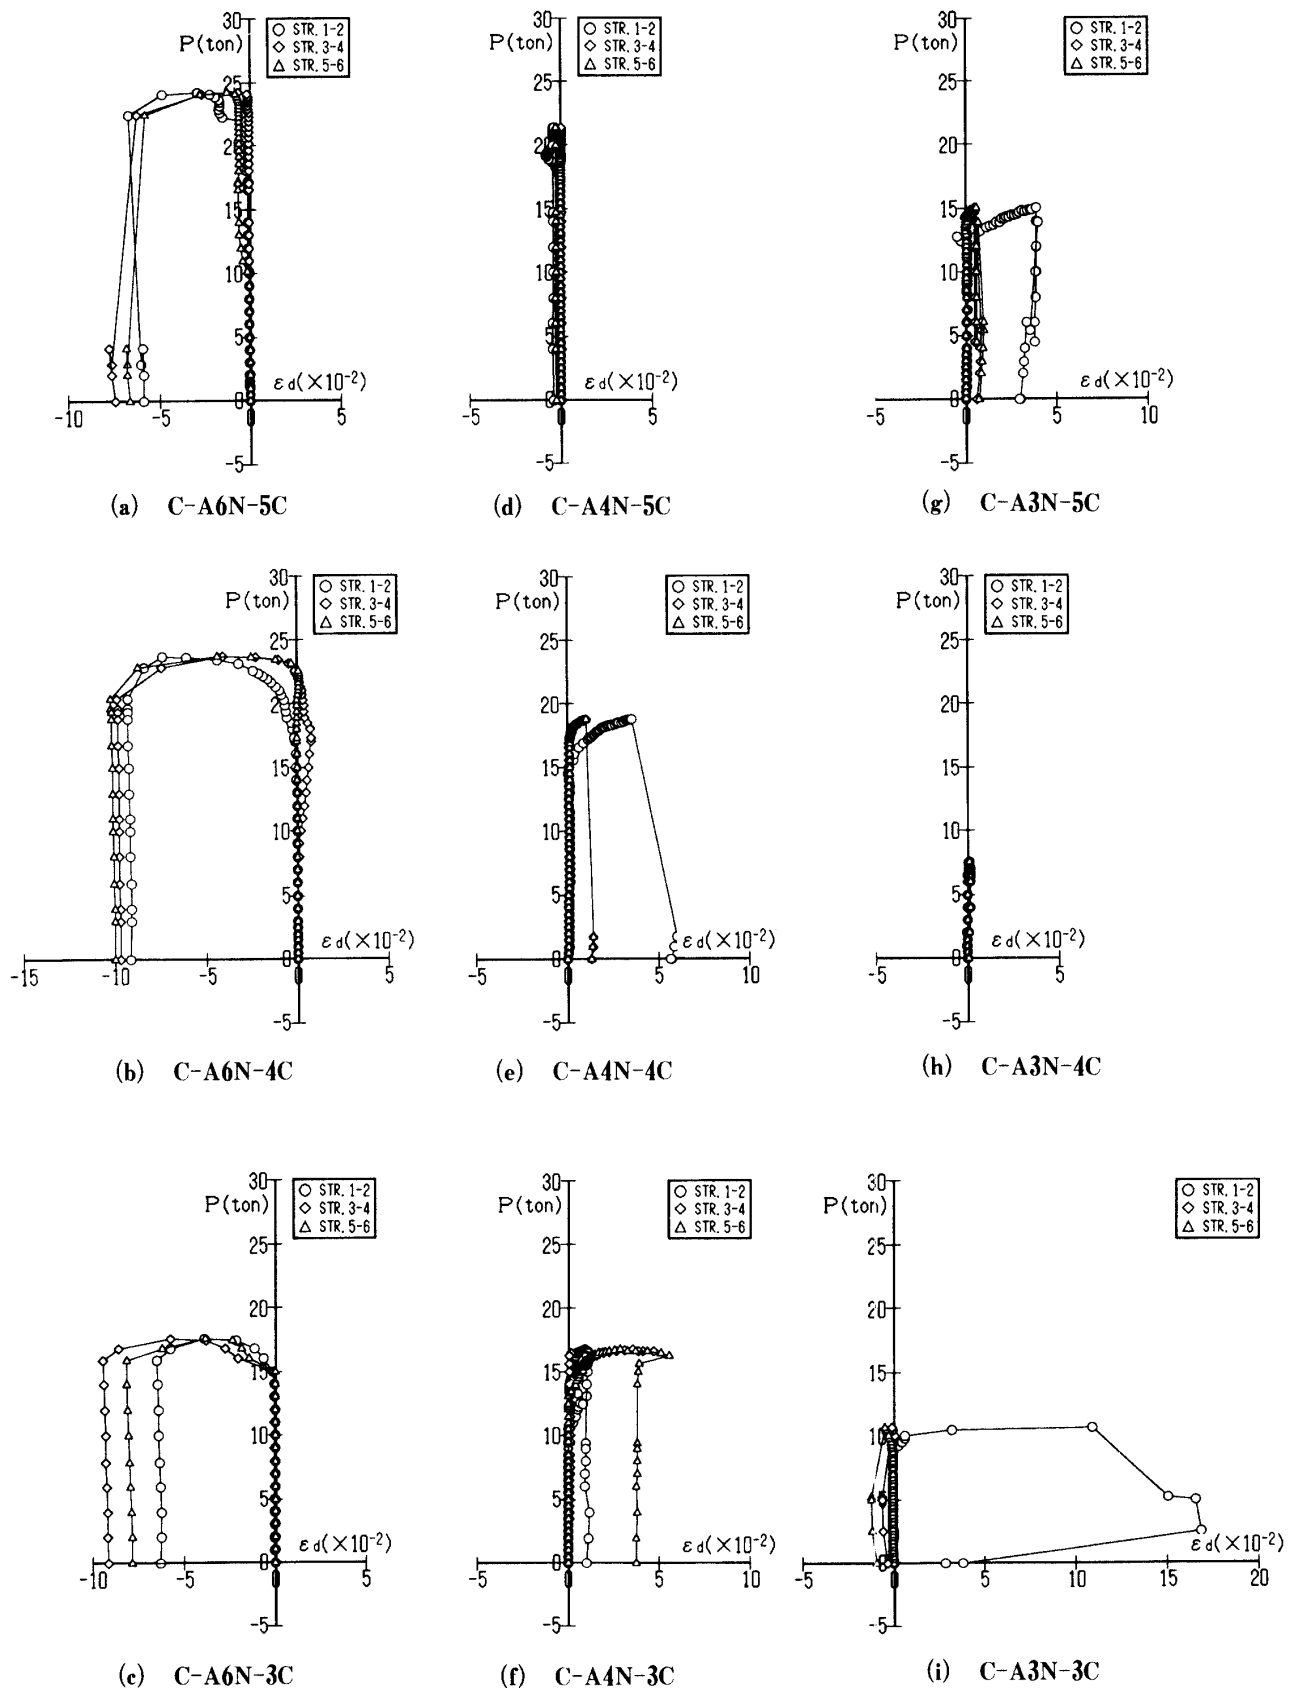 P(ton)
STR. 1-2
STR. 3-4
STR. 5-6
30
25
20
15
10
5
0
-5
-10
-5
5
εd(×10-2)
(a) C-A6N-5C
P(ton)
STR. 1-2
STR. 3-4
STR. 5-6
30
25
20
15
10
5
0
-5
-5
5
εd(×10-2)
(d) C-A4N-5C
P(ton)
STR. 1-2
STR. 3-4
STR. 5-6
30
25
20
15
10
5
0
-5
-5
5
10
εd(×10-2)
(g) C-A3N-5C
P(ton)
STR. 1-2
STR. 3-4
STR. 5-6
30
25
20
15
10
5
0
-5
-15
-10
-5
5
εd(×10-2)
(b) C-A6N-4C
P(ton)
STR. 1-2
STR. 3-4
STR. 5-6
30
25
20
15
10
5
0
-5
-5
5
10
εd(×10-2)
(e) C-A4N-4C
P(ton)
STR. 1-2
STR. 3-4
STR. 5-6
30
25
20
15
10
5
0
-5
-5
5
εd(×10-2)
(h) C-A3N-4C
P(ton)
STR. 1-2
STR. 3-4
STR. 5-6
30
25
20
15
10
5
0
-5
-10
-5
5
εd(×10-2)
(c) C-A6N-3C
P(ton)
STR. 1-2
STR. 3-4
STR. 5-6
30
25
20
15
10
5
0
-5
-5
5
10
εd(×10-2)
(f) C-A4N-3C
P(ton)
STR. 1-2
STR. 3-4
STR. 5-6
30
25
20
15
10
5
0
-5
-5
5
10
15
20
εd(×10-2)
(i) C-A3N-3C